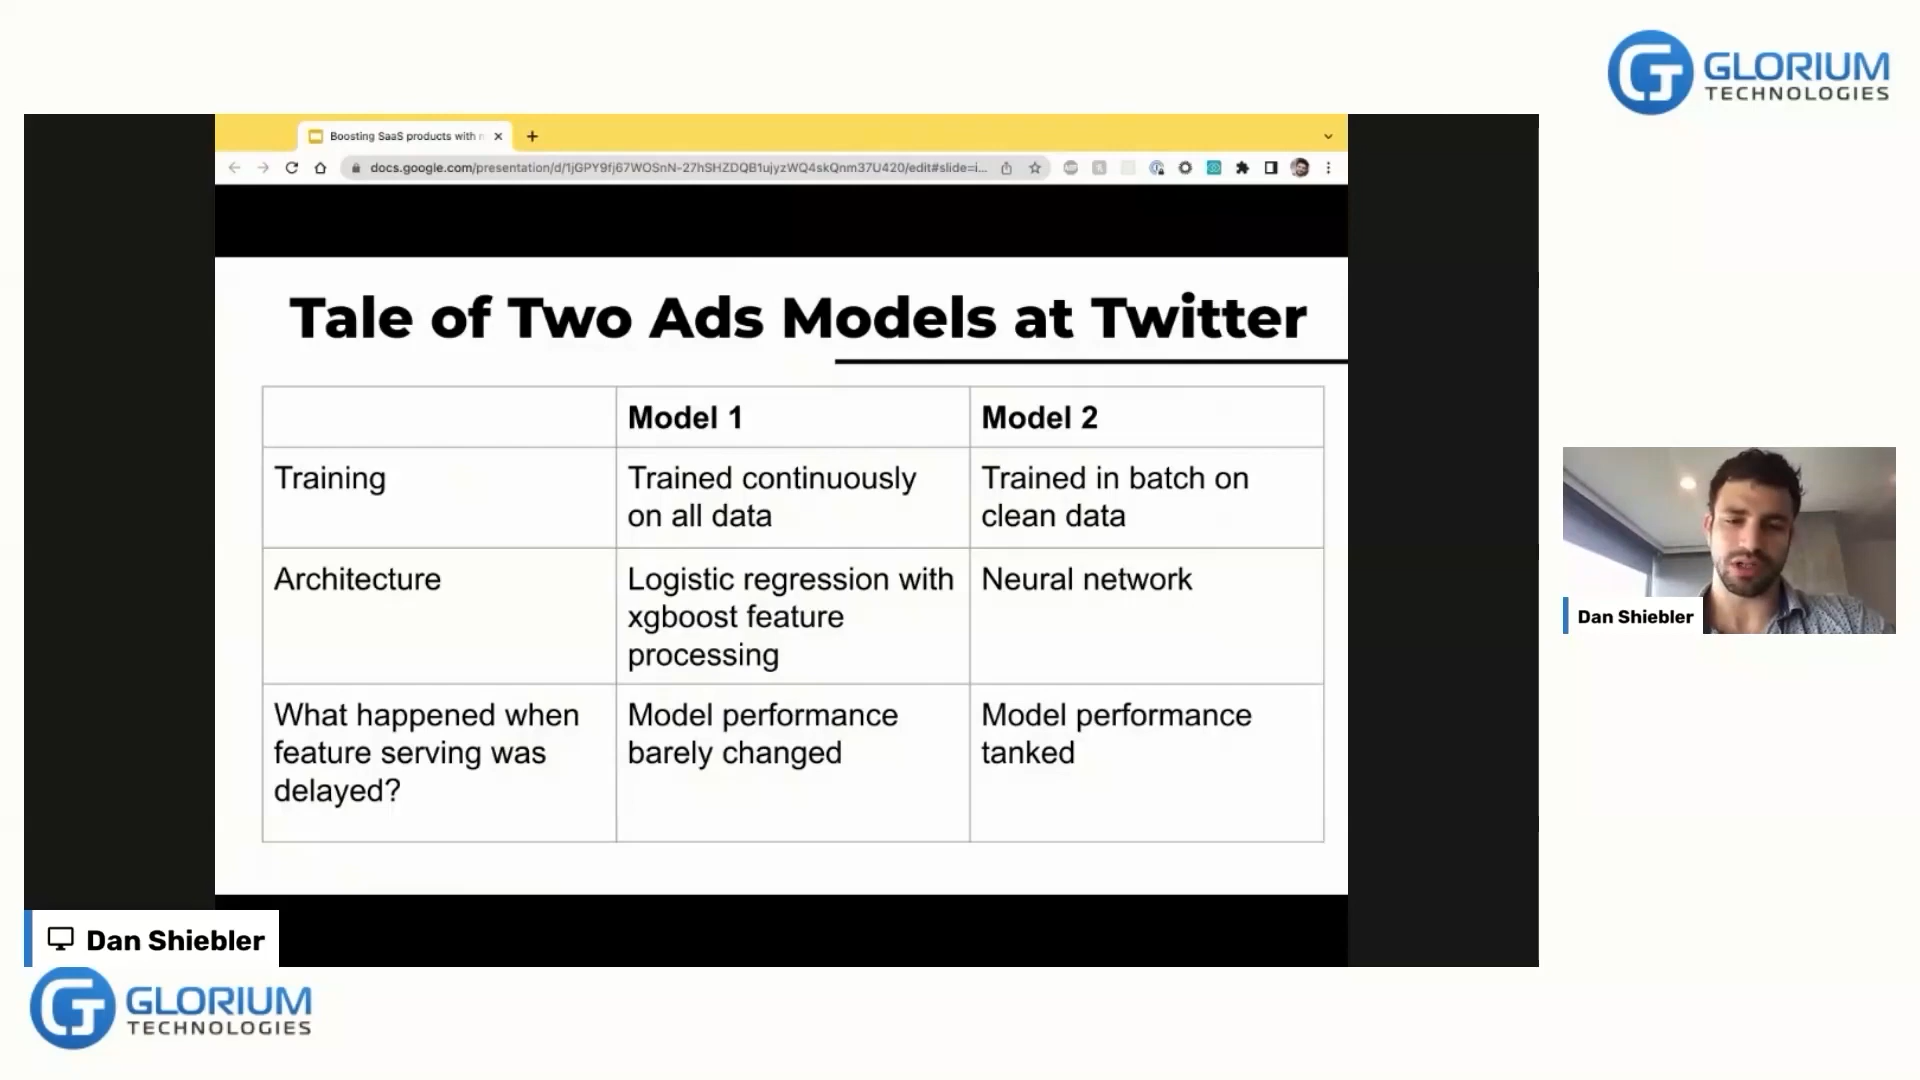 GLORIUM
TECHNOLOGIES
Boosting SaaS products with
docs.google.com/presentation/d/1jGPY9fj67WOSnN-27hSHZDQB1ujyzWQ4skQnm37U420/edit#slide=i...
Tale of Two Ads Models at Twitter
Model 1
Model 2
Training
Trained continuously
on all data
Trained in batch on
clean data
Architecture
Logistic regression with
xgboost feature
processing
Neural network
What happened when
feature serving was
delayed?
Model performance
barely changed
Model performance
tanked
Dan Shiebler
Dan Shiebler
GLORIUM
TECHNOLOGIES